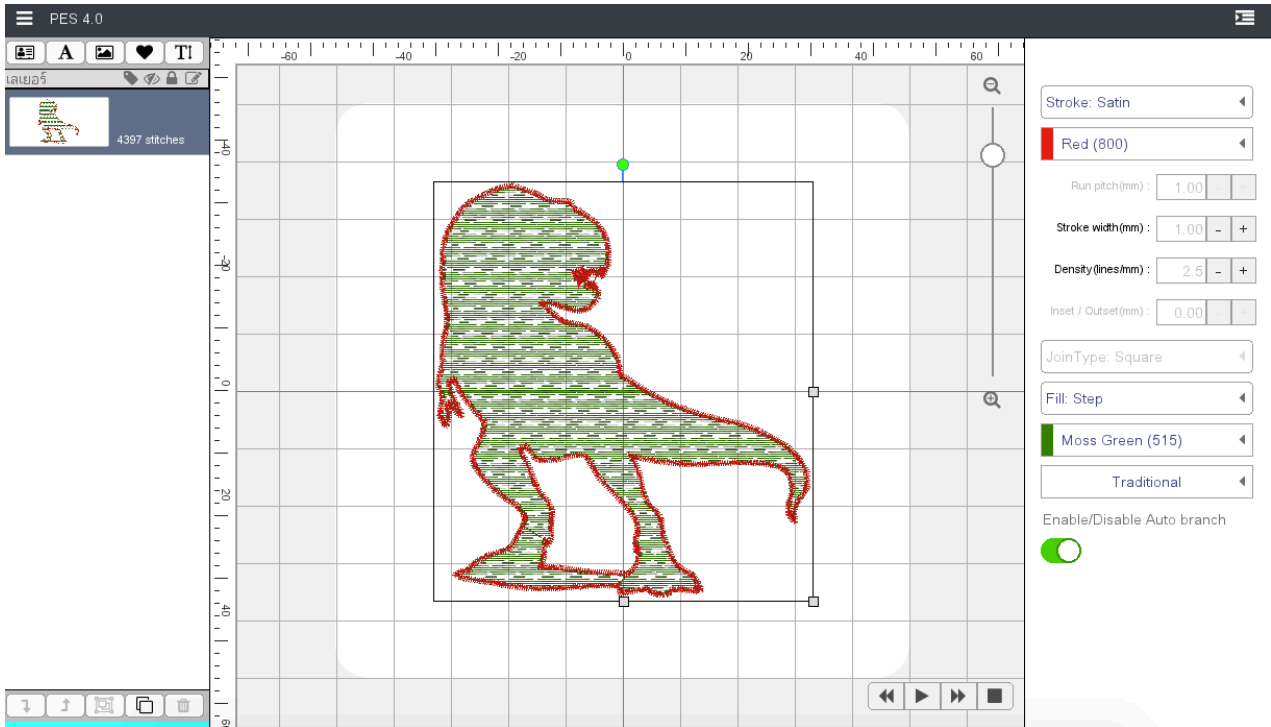 PES 4.0
A
T
เลเยอร์
4397 stitches
-60
-40
-20
0
20
40
60
-40
-20
0
20
40
60
Stroke: Satin
Red (800)
Run pitch(mm) : 1.00 - +
Stroke width(mm) : 1.00 - +
Density(lines/mm) : 2.5 - +
Inset / Outset(mm) : 0.00 - +
JoinType: Square
Fill: Step
Moss Green (515)
Traditional
Enable/Disable Auto branch